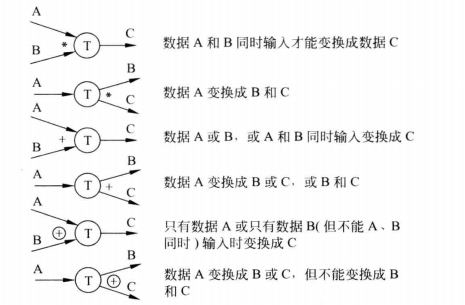 A
B
*
T
C
数据 A 和 B 同时输入才能变换成数据 C
A
T
*
B
C
数据 A 变换成 B 和 C
A
B
+
T
C
数据 A 或 B，或 A 和 B 同时输入变换成 C
A
T
+
B
C
数据 A 变换成 B 或 C，或 B 和 C
A
B
⊕
T
C
只有数据 A 或只有数据 B( 但不能 A、B
同时 ) 输入时变换成 C
A
T
⊕
B
C
数据 A 变换成 B 或 C，但不能变换成 B
和 C